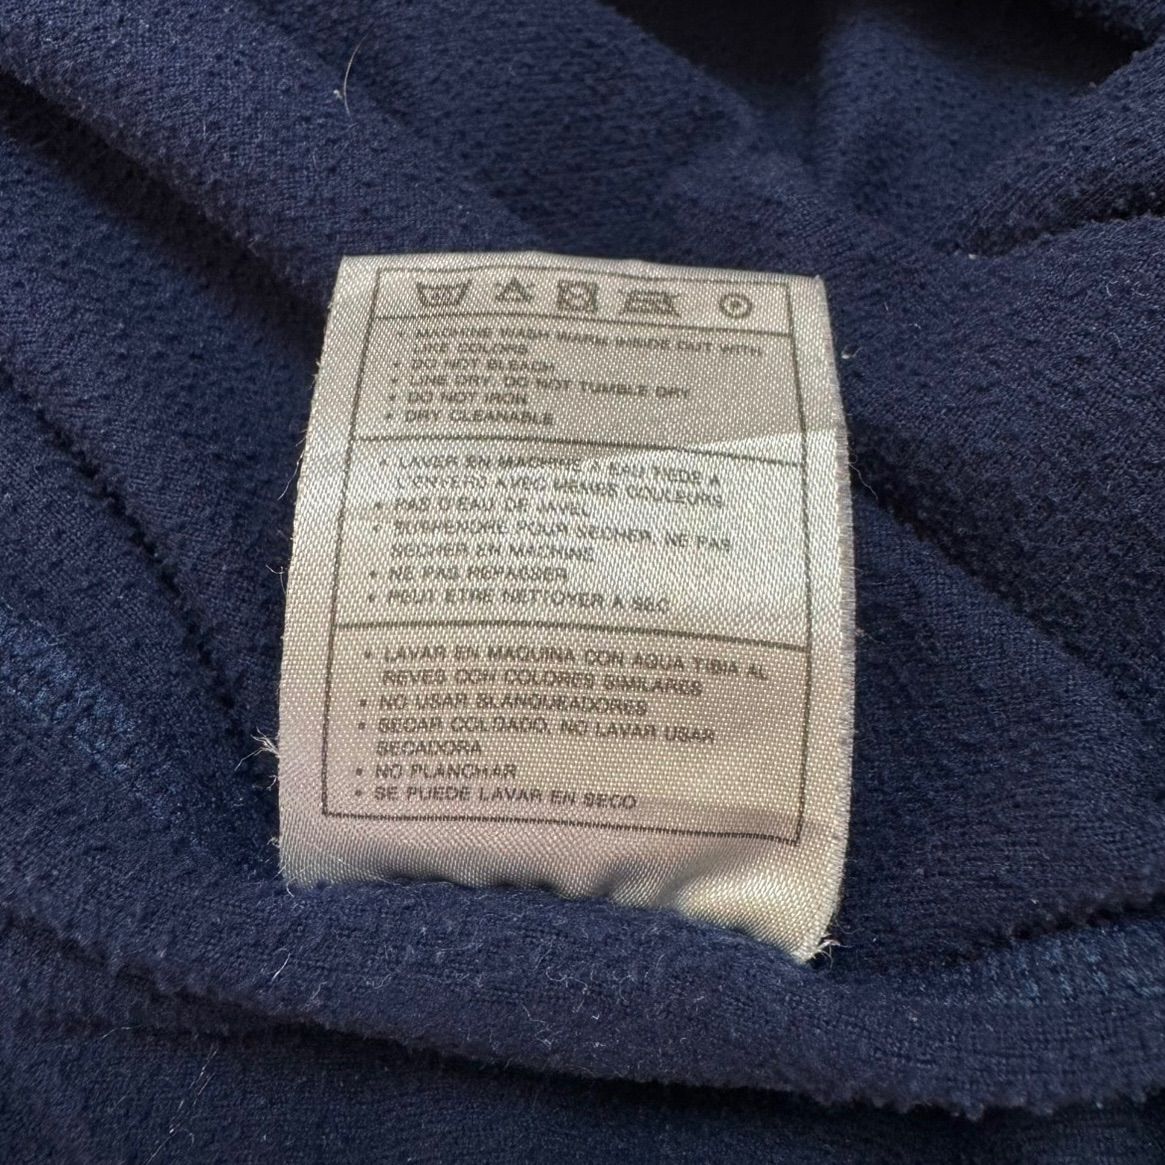 • MACHINE WASH WARM INSIDE OUT WITH
LIKE COLORS
• DO NOT BLEACH
• LINE DRY, DO NOT TUMBLE DRY
• DO NOT IRON
• DRY CLEANABLE
• LAVER EN MACHINE A EAU TIEDE A
L'ENVERS AVEC MEMES COULEURS
• PAS D'EAU DE JAVEL
• SUSPENDRE POUR SECHER, NE PAS
SECHER EN MACHINE
• NE PAS REPASSER
• PEUT ETRE NETTOYER A SEC
• LAVAR EN MAQUINA CON AQUA TIBIA AL
REVES CON COLORES SIMILARES
• NO USAR BLANQUEADORES
• SECAR COLGADO, NO LAVAR USAR
SECADORA
• NO PLANCHAR
• SE PUEDE LAVAR EN SECO